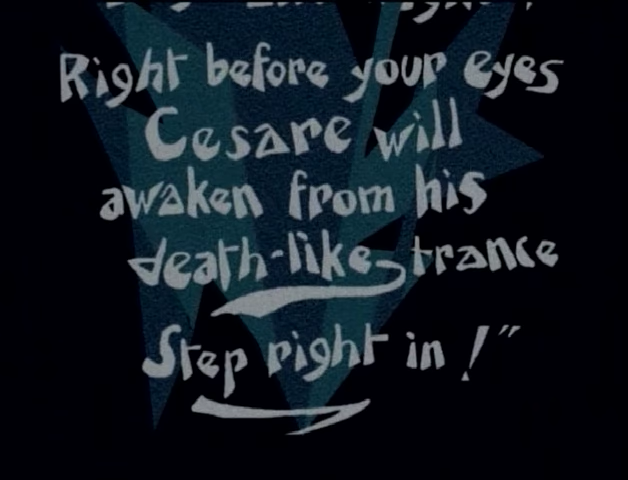 Right before your eyes
Cesare will
awaken from his
death-like trance
Step right in!"